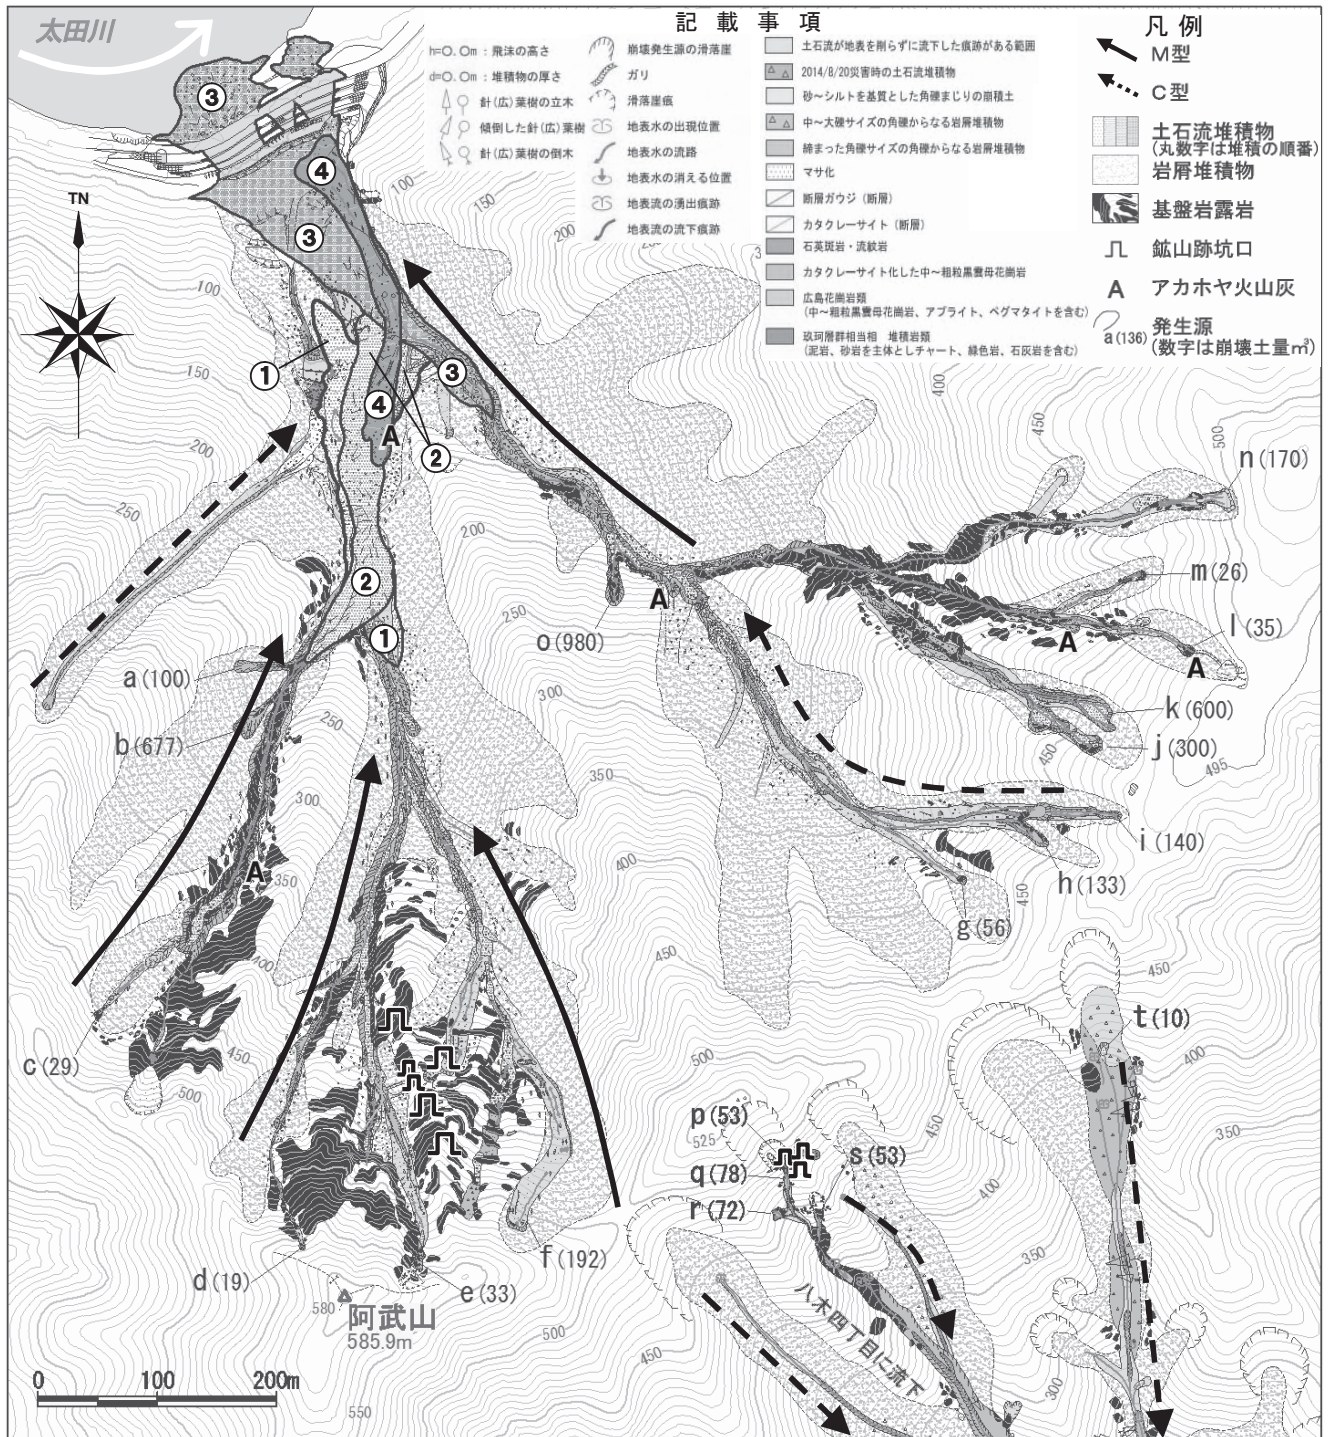 太田川
記載事項
h=○.○m：飛沫の高さ
d=○.○m：堆積物の厚さ
針(広)葉樹の立木
傾倒した針(広)葉樹
針(広)葉樹の倒木
崩壊発生源の滑落崖
ガリ
滑落崖痕
地表水の出現位置
地表水の流路
地表水の消える位置
地表流の湧出痕跡
地表流の流下痕跡
土石流が地表を削らずに流下した痕跡がある範囲
2014/8/20災害時の土石流堆積物
砂～シルトを基質とした角礫まじりの崩積土
中～大礫サイズの角礫からなる岩屑堆積物
締まった角礫サイズの角礫からなる岩屑堆積物
マサ化
断層ガウジ（断層）
カタクレーサイト（断層）
石英斑岩・流紋岩
カタクレーサイト化した中～粗粒黒雲母花崗岩
広島花崗岩類
（中～粗粒黒雲母花崗岩、アプライト、ペグマタイトを含む）
玖珂層群相当相　堆積岩類
（泥岩、砂岩を主体としチャート、緑色岩、石灰岩を含む）
凡例
M型
C型
土石流堆積物
(丸数字は堆積の順番)
岩屑堆積物
基盤岩露岩
鉱山跡坑口
A アカホヤ火山灰
a(136) 発生源
(数字は崩壊土量㎥)
TN
③
④
③
①
③
④
A
②
②
①
100
150
200
100
150
200
250
200
250
300
350
400
450
400
450
500
n(170)
m(26)
l(35)
A
A
A
o(980)
k(600)
j(300)
450
495
a(100)
b(677)
250
300
A
350
400
i(140)
h(133)
g(56)
450
450
c(29)
450
500
t(10)
450
400
350
500
p(53)
525
q(78)
r(72)
s(53)
450
400
350
300
d(19)
e(33)
f(192)
580
阿武山
585.9m
500
450
550
八木四丁目に流下
0 100 200m